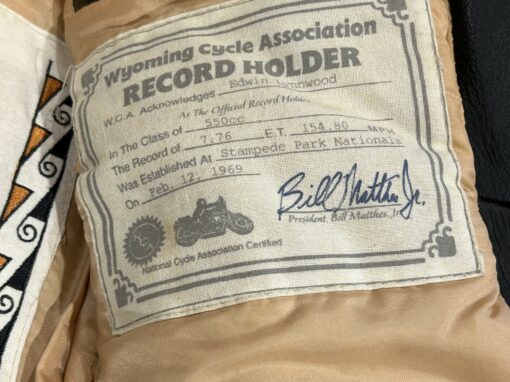 Wyoming Cycle Association
RECORD HOLDER
W.C.A. Acknowledges Edwin
As The Official Record Holder
In The Class of 550cc
The Record of 7.76 E.T. 154.80 MPH
Was Established At Stampede Park Nationals
On Feb. 12, 1969
Bill Matthes Jr.
President, Bill Matthes, Jr.
National Cycle Association Certified